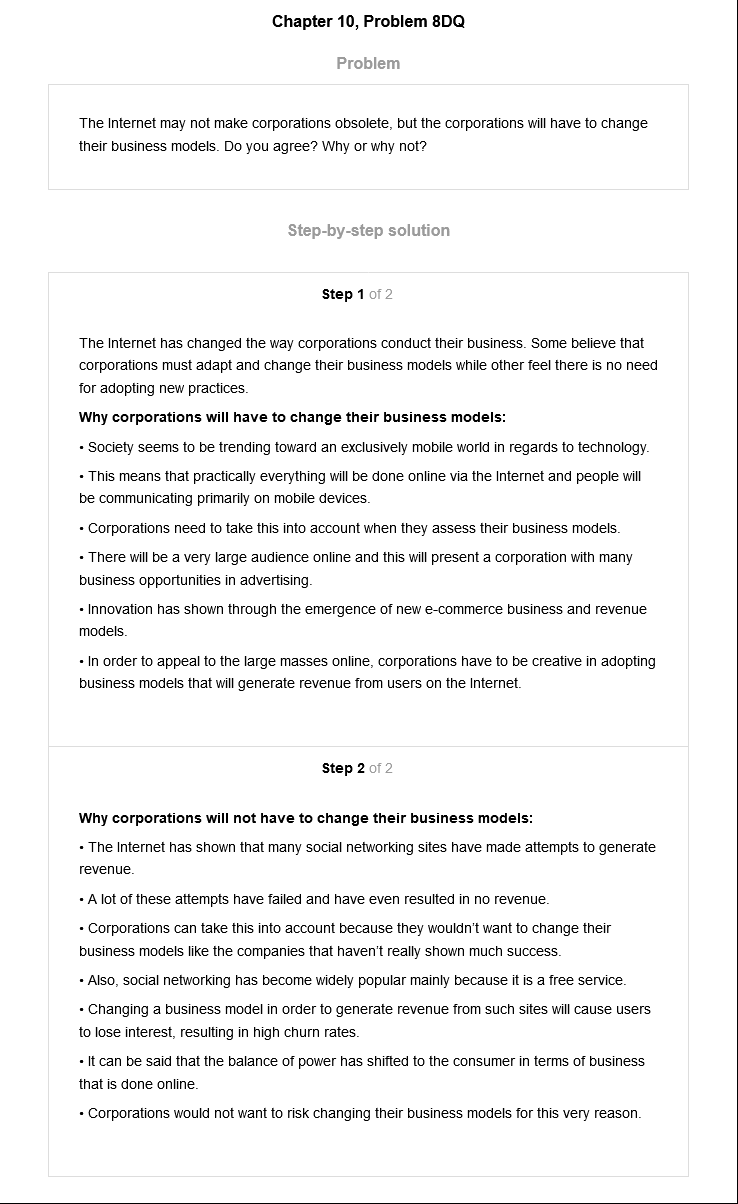 Chapter 10, Problem 8DQ
Problem
The Internet may not make corporations obsolete, but the corporations will have to change
their business models. Do you agree? Why or why not?
Step-by-step solution
Step 1 of 2
The Internet has changed the way corporations conduct their business. Some believe that
corporations must adapt and change their business models while other feel there is no need
for adopting new practices.
Why corporations will have to change their business models:
• Society seems to be trending toward an exclusively mobile world in regards to technology.
• This means that practically everything will be done online via the Internet and people will
be communicating primarily on mobile devices.
• Corporations need to take this into account when they assess their business models.
• There will be a very large audience online and this will present a corporation with many
business opportunities in advertising.
• Innovation has shown through the emergence of new e-commerce business and revenue
models.
• In order to appeal to the large masses online, corporations have to be creative in adopting
business models that will generate revenue from users on the Internet.
Step 2 of 2
Why corporations will not have to change their business models:
• The Internet has shown that many social networking sites have made attempts to generate
revenue.
• A lot of these attempts have failed and have even resulted in no revenue.
• Corporations can take this into account because they wouldn't want to change their
business models like the companies that haven't really shown much success.
• Also, social networking has become widely popular mainly because it is a free service.
• Changing a business model in order to generate revenue from such sites will cause users
to lose interest, resulting in high churn rates.
• It can be said that the balance of power has shifted to the consumer in terms of business
that is done online.
• Corporations would not want to risk changing their business models for this very reason.